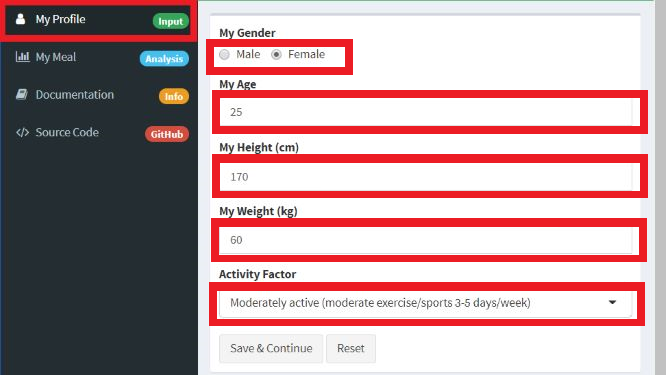 My Profile Input
My Meal Analysis
Documentation Info
</> Source Code GitHub
My Gender
Male Female
My Age
25
My Height (cm)
170
My Weight (kg)
60
Activity Factor
Moderately active (moderate exercise/sports 3-5 days/week)
Save & Continue Reset